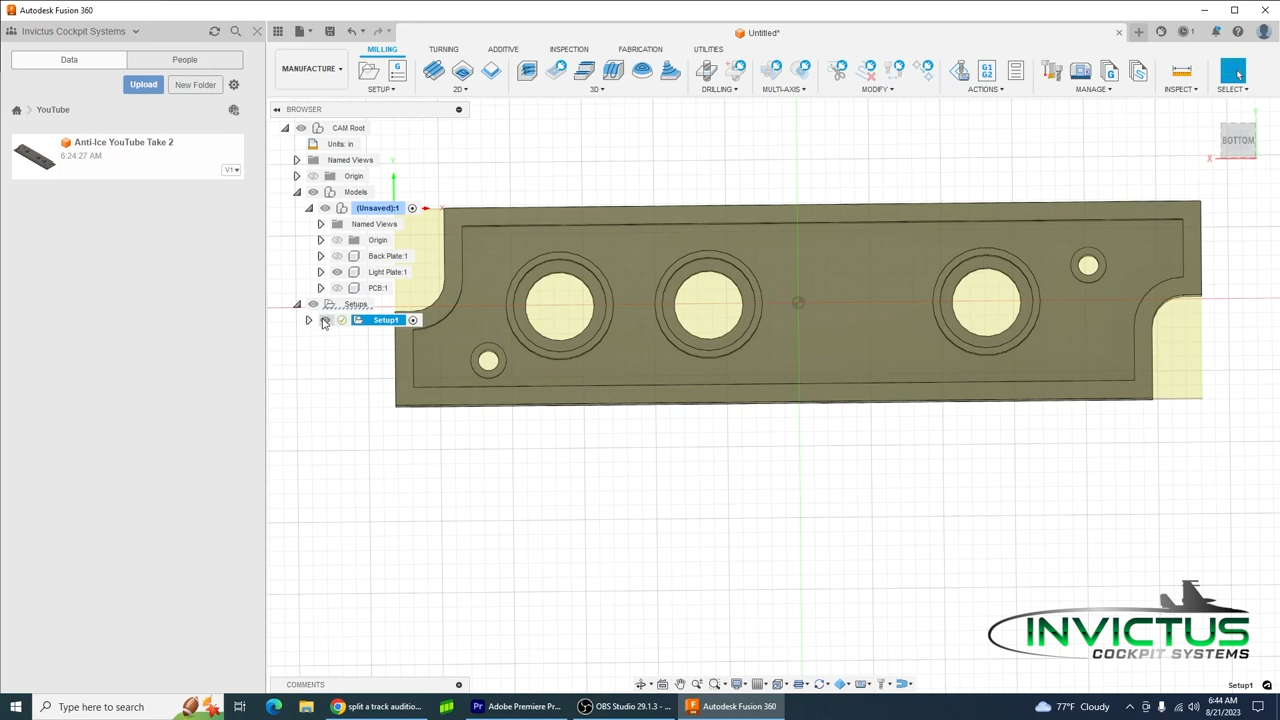 Autodesk Fusion 360
Invictus Cockpit Systems
Untitled*
1
Data
People
MILLING
TURNING
ADDITIVE
INSPECTION
FABRICATION
UTILITIES
MANUFACTURE
Upload
New Folder
G1
G2
SETUP
2D
3D
DRILLING
MULTI-AXIS
MODIFY
ACTIONS
MANAGE
INSPECT
SELECT
YouTube
BROWSER
CAM Root
Units: in
Named Views
Origin
Models
(Unsaved):1
Named Views
Origin
Back Plate:1
Light Plate:1
PCB:1
Setups
Setup1
Anti-Ice YouTube Take 2
6:24:27 AM
V1
Y
X
BOTTOM
X
INVICTUS
COCKPIT SYSTEMS
COMMENTS
Setup1
Type here to search
split a track auditio...
Adobe Premiere Pr...
OBS Studio 29.1.3 - ...
Autodesk Fusion 360
77°F Cloudy
6:44 AM
8/21/2023